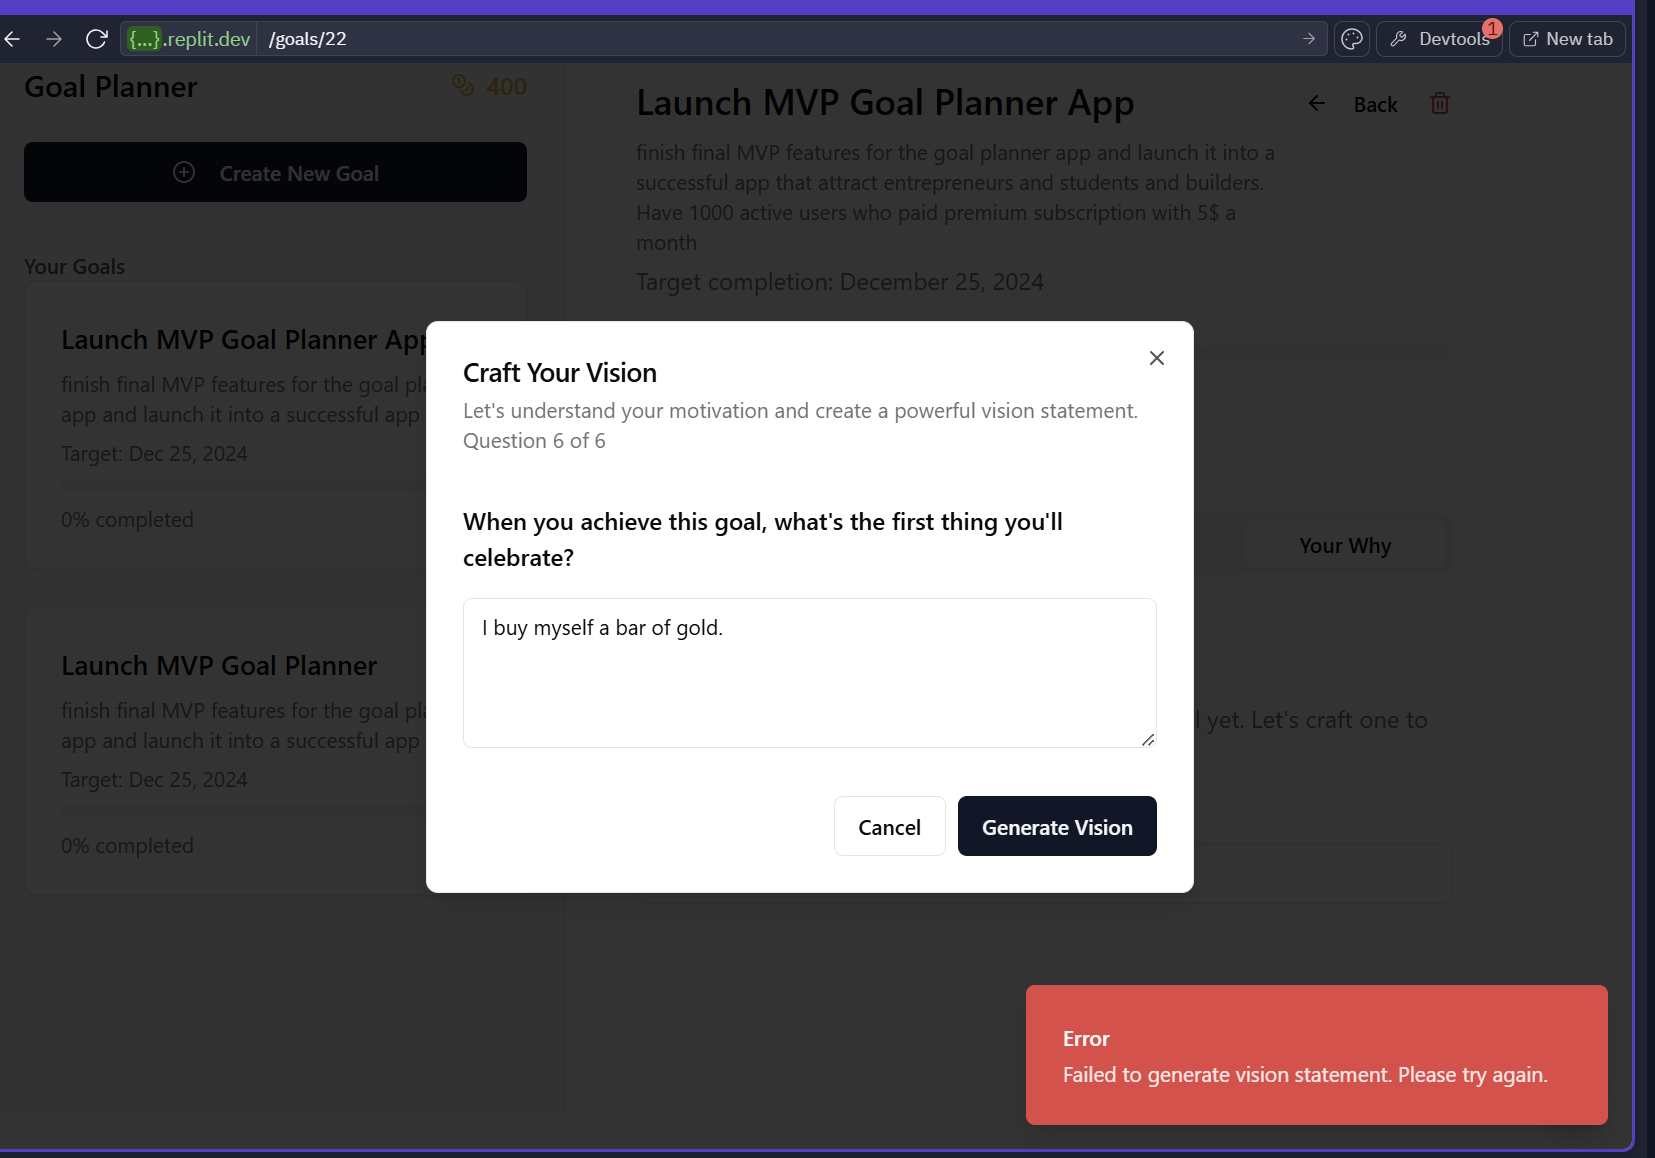 {...}.replit.dev /goals/22
Devtools 1
New tab
Goal Planner
400
Create New Goal
Your Goals
Launch MVP Goal Planner App
finish final MVP features for the goal
app and launch it into a successful app
Target: Dec 25, 2024
0% completed
Launch MVP Goal Planner
finish final MVP features for the goal
app and launch it into a successful app
Target: Dec 25, 2024
0% completed
Launch MVP Goal Planner App
Back
finish final MVP features for the goal planner app and launch it into a
successful app that attract entrepreneurs and students and builders.
Have 1000 active users who paid premium subscription with 5$ a
month
Target completion: December 25, 2024
Your Why
yet. Let's craft one to
Craft Your Vision
Let's understand your motivation and create a powerful vision statement.
Question 6 of 6
When you achieve this goal, what's the first thing you'll
celebrate?
I buy myself a bar of gold.
Cancel
Generate Vision
Error
Failed to generate vision statement. Please try again.